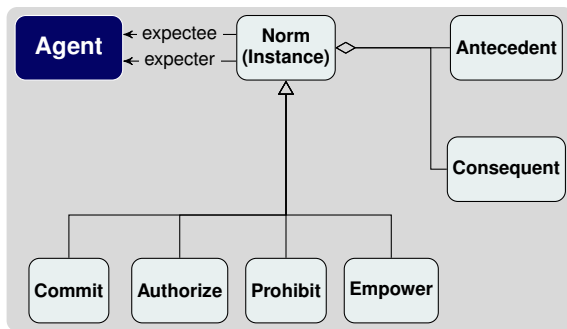 Agent
expectee
expecter
Norm
(Instance)
Antecedent
Consequent
Commit
Authorize
Prohibit
Empower